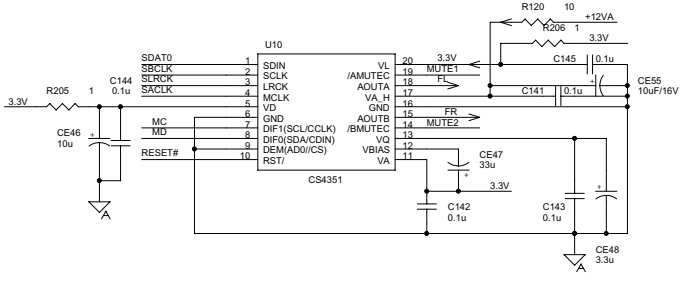 R120 10
+12VA
R206 1
3.3V
U10
SDAT0 1 SDIN VL 20 3.3V
SBCLK 2 SCLK /AMUTEC 19 MUTE1
SLRCK 3 LRCK AOUTA 18 FL
SACLK 4 MCLK VA_H 17
5 VD GND 16
6 GND AOUTB 15 FR
MC 7 DIF1(SCL/CCLK) /BMUTEC 14 MUTE2
MD 8 DIF0(SDA/CDIN) VQ 13
9 DEM(AD0//CS) VBIAS 12
RESET# 10 RST/ VA 11
CS4351
C145 0.1u
C141 0.1u
CE55
10uF/16V
3.3V
R205 1
C144
0.1u
CE46
10u
+
A
CE47
33u
+
3.3V
C142
0.1u
C143
0.1u
+
CE48
3.3u
+
A